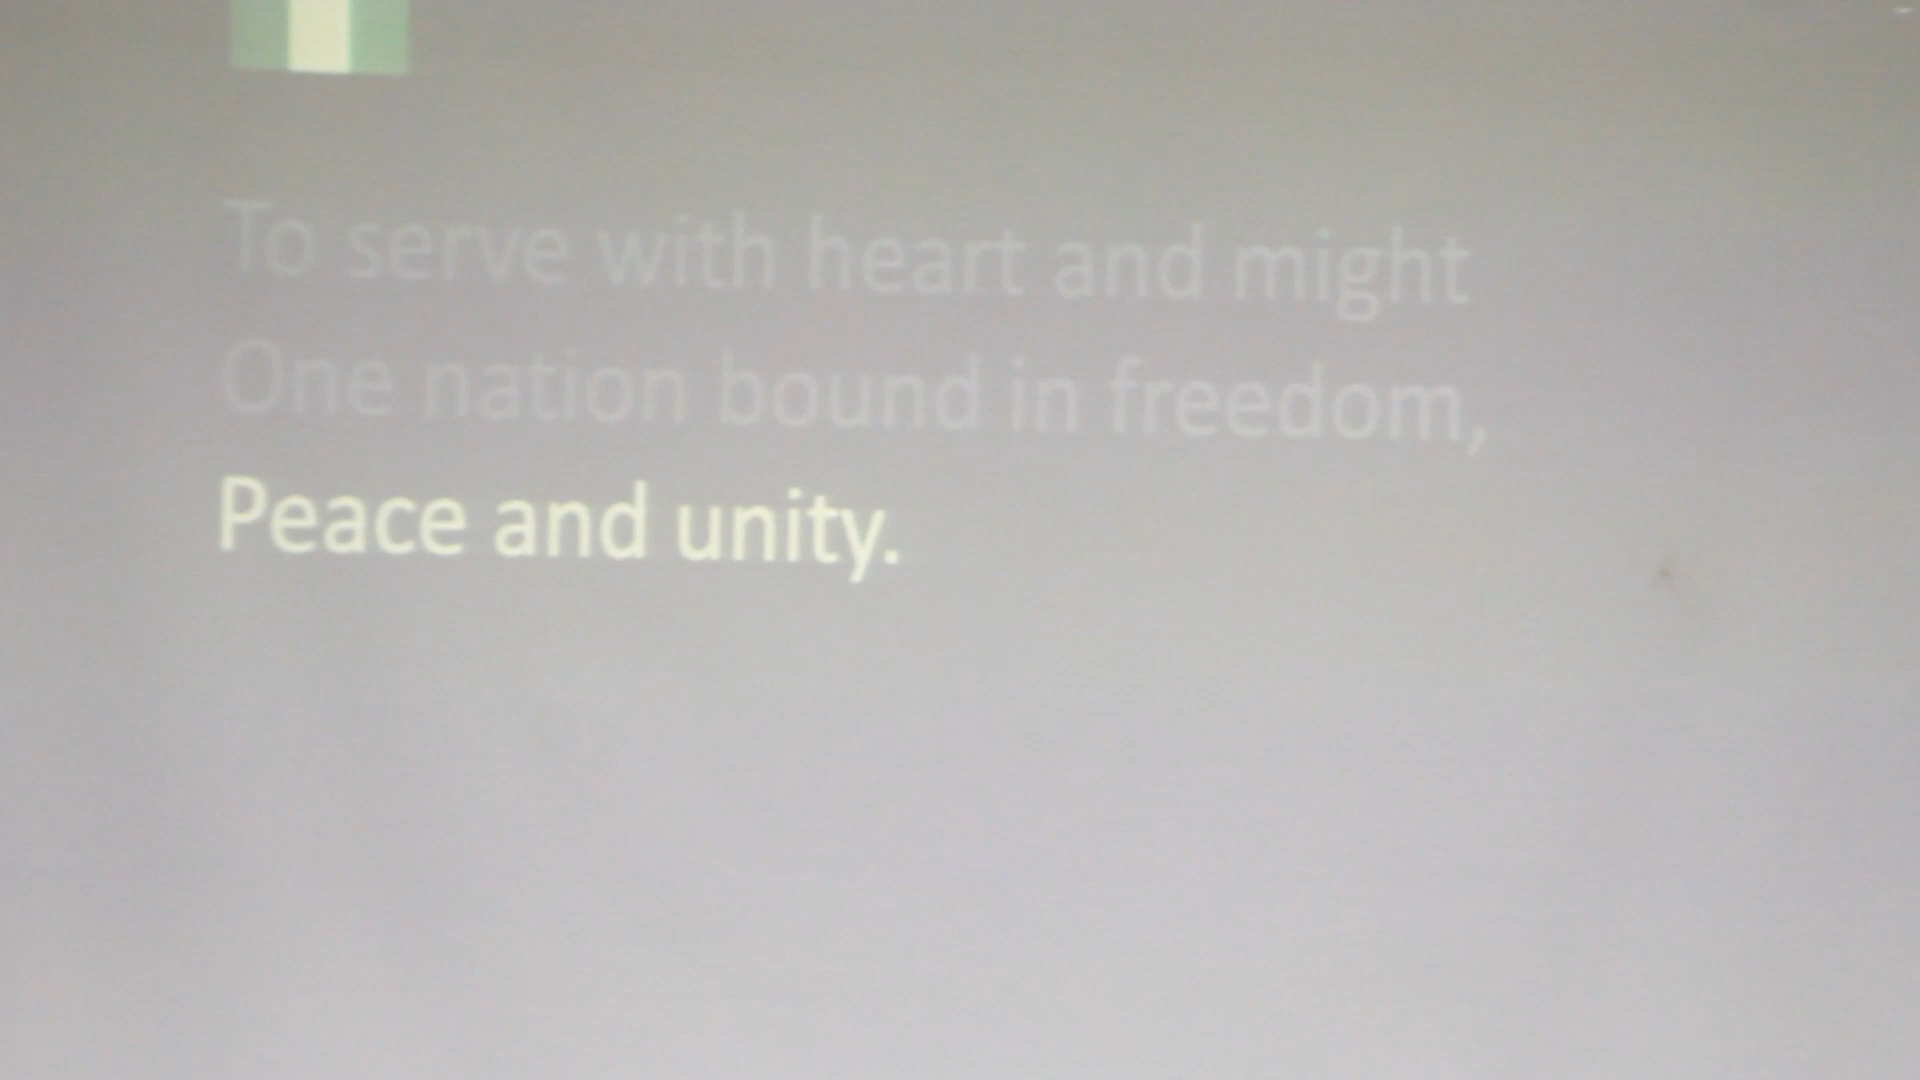 To serve with heart and might
One nation bound in freedom,
Peace and unity.